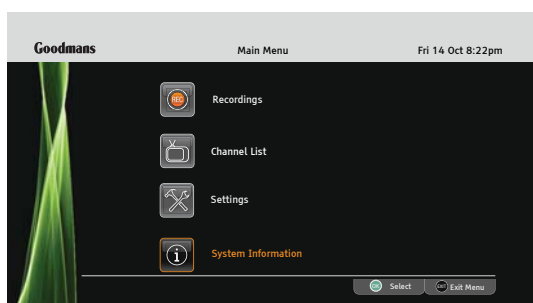 Goodmans Main Menu Fri 14 Oct 8:22pm
REC Recordings
Channel List
Settings
System Information
OK Select EXIT Exit Menu